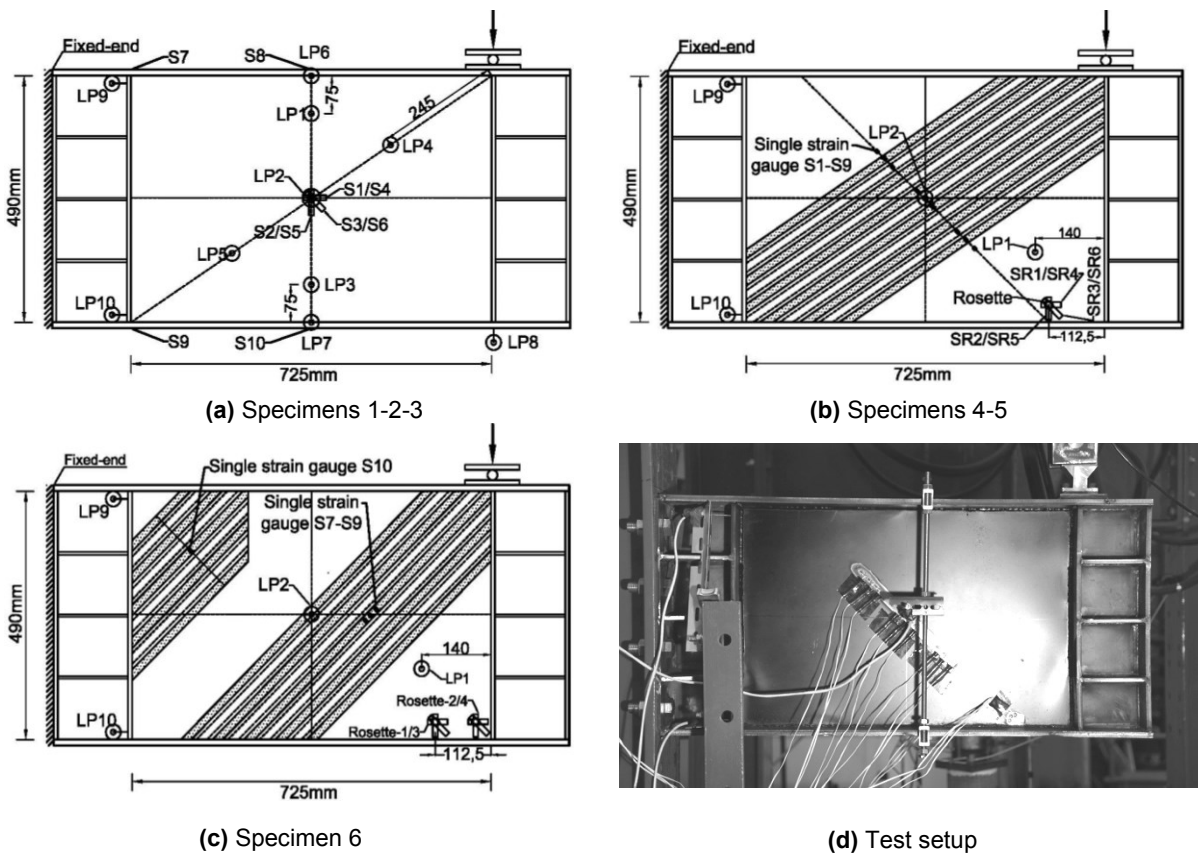 Fixed-end
S7
S8
LP6
LP9
LP1
75
245
LP4
490mm
LP2
S1/S4
S3/S6
S2/S5
LP5
LP3
75
LP10
S9
S10
LP7
LP8
725mm
(a) Specimens 1-2-3
Fixed-end
LP9
LP2
Single strain
gauge S1-S9
490mm
LP1
140
SR1/SR4
SR3/SR6
Rosette
LP10
SR2/SR5
112,5
725mm
(b) Specimens 4-5
Fixed-end
Single strain gauge S10
LP9
Single strain
gauge S7-S9
LP2
490mm
140
LP1
Rosette-2/4
LP10
Rosette-1/3
112,5
725mm
(c) Specimen 6
(d) Test setup